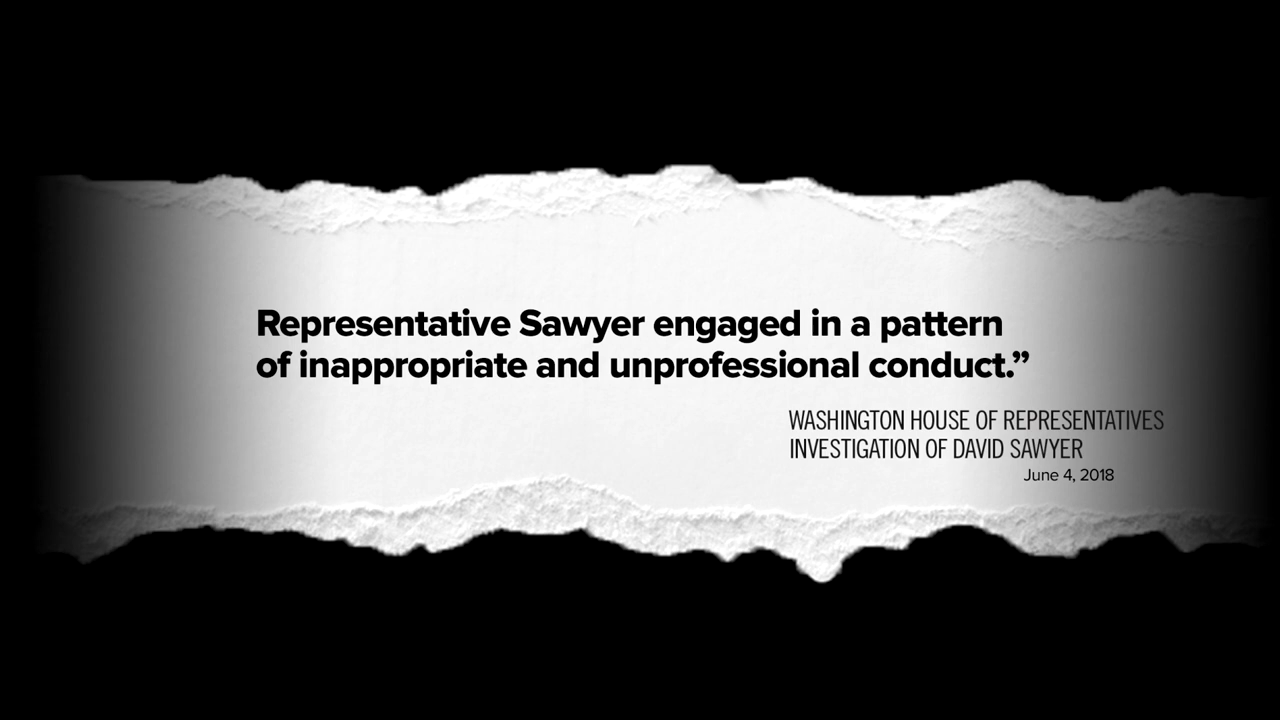 Representative Sawyer engaged in a pattern
of inappropriate and unprofessional conduct.”
WASHINGTON HOUSE OF REPRESENTATIVES
INVESTIGATION OF DAVID SAWYER
June 4, 2018